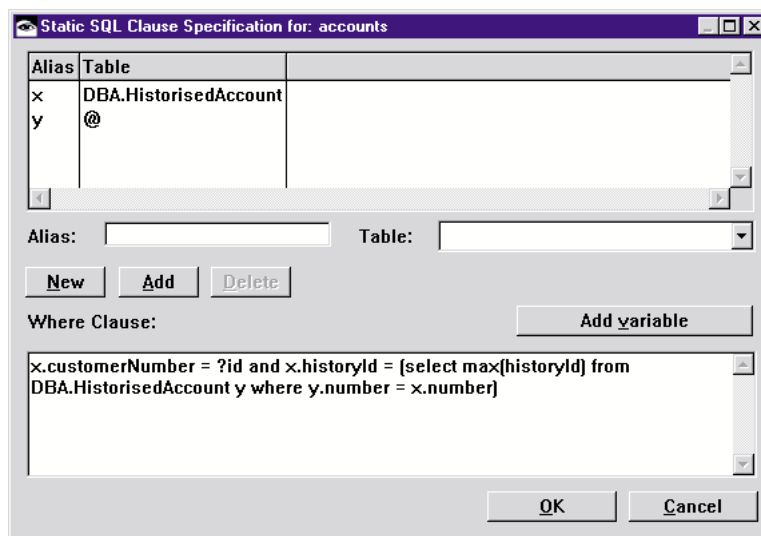 Static SQL Clause Specification for: accounts
Alias Table
x DBA.HistorisedAccount
y @
Alias: Table:
New Add Delete
Where Clause: Add variable
x.customerNumber = ?id and x.historyId = (select max(historyId) from
DBA.HistorisedAccount y where y.number = x.number)
OK Cancel